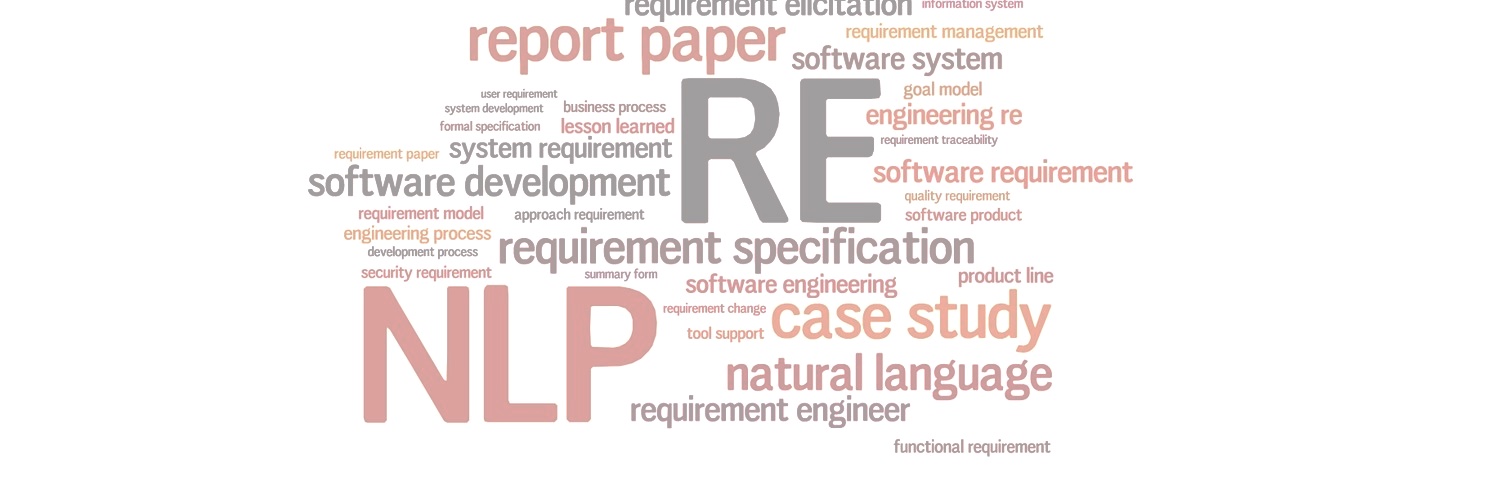 requirement elicitation
information system
report paper
requirement management
software system
user requirement
system development
business process
formal specification
lesson learned
RE
goal model
engineering re
requirement traceability
requirement paper
system requirement
software development
software requirement
quality requirement
software product
requirement model
approach requirement
engineering process
development process
requirement specification
security requirement
summary form
software engineering
product line
NLP
requirement change
case study
tool support
natural language
requirement engineer
functional requirement